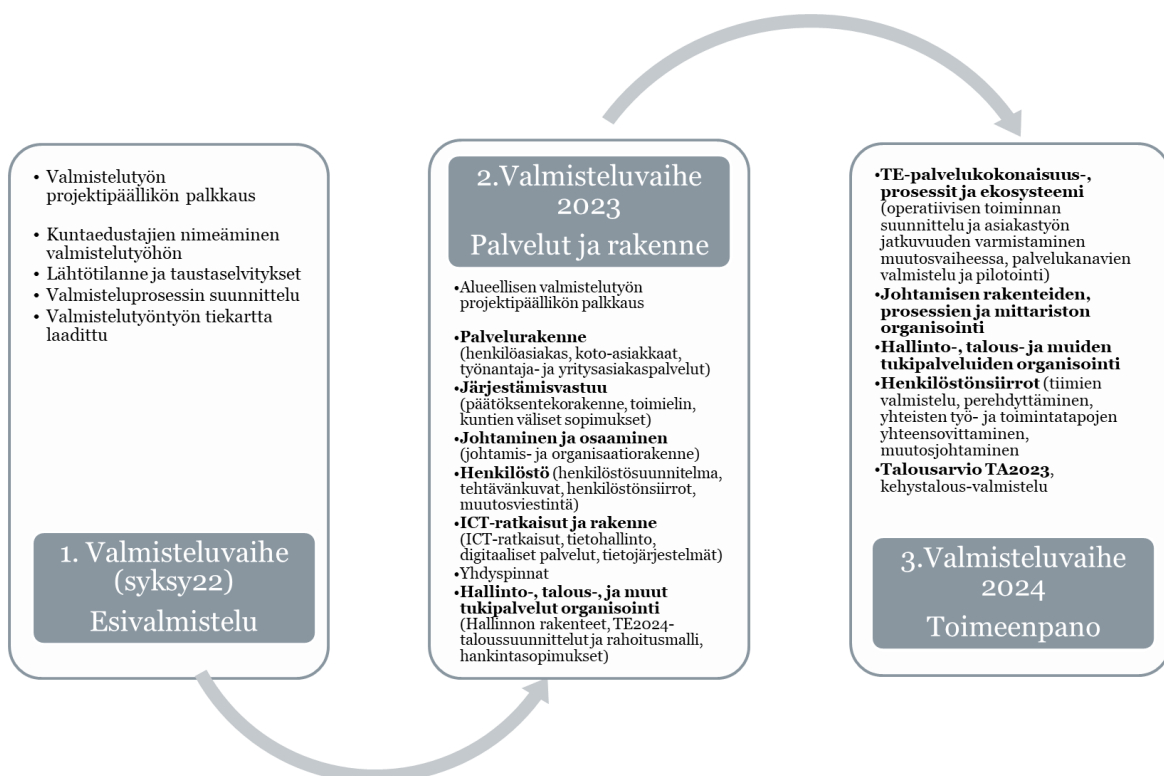 • Valmistelutyön
projektipäällikön palkkaus
• Kuntaedustajien nimeäminen
valmistelutyöhön
• Lähtötilanne ja taustaselvitykset
• Valmisteluprosessin suunnittelu
• Valmistelutyöntyön tiekartta
laadittu
1. Valmisteluvaihe
(syksy22)
Esivalmistelu
2.Valmisteluvaihe
2023
Palvelut ja rakenne
•Alueellisen valmistelutyön
projektipäällikön palkkaus
•Palvelurakenne
(henkilöasiakas, koto-asiakkaat,
työnantaja- ja yritysasiakaspalvelut)
•Järjestämisvastuu
(päätöksentekorakenne, toimielin,
kuntien väliset sopimukset)
•Johtaminen ja osaaminen
(johtamis- ja organisaatiorakenne)
•Henkilöstö (henkilöstösuunnitelma,
tehtävänkuvat, henkilöstönsiirrot,
muutosviestintä)
•ICT-ratkaisut ja rakenne
(ICT-ratkaisut, tietohallinto,
digitaaliset palvelut, tietojärjestelmät)
•Yhdyspinnat
•Hallinto-, talous-, ja muut
tukipalvelut organisointi
(Hallinnon rakenteet, TE2024-
taloussuunnittelut ja rahoitusmalli,
hankintasopimukset)
•TE-palvelukokonaisuus-,
prosessit ja ekosysteemi
(operatiivisen toiminnan
suunnittelu ja asiakastyön
jatkuvuuden varmistaminen
muutosvaiheessa, palvelukanavien
valmistelu ja pilotointi)
•Johtamisen rakenteiden,
prosessien ja mittariston
organisointi
•Hallinto-, talous- ja muiden
tukipalveluiden organisointi
•Henkilöstönsiirrot (tiimien
valmistelu, perehdyttäminen,
yhteisten työ- ja toimintatapojen
yhteensovittaminen,
muutosjohtaminen
•Talousarvio TA2023,
kehystalous-valmistelu
3.Valmisteluvaihe
2024
Toimeenpano